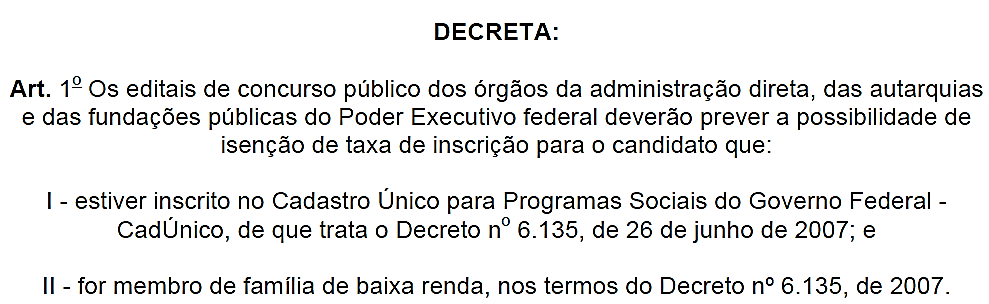 DECRETA:
Art. 1º Os editais de concurso público dos órgãos da administração direta, das autarquias
e das fundações públicas do Poder Executivo federal deverão prever a possibilidade de
isenção de taxa de inscrição para o candidato que:
I - estiver inscrito no Cadastro Único para Programas Sociais do Governo Federal -
CadÚnico, de que trata o Decreto nº 6.135, de 26 de junho de 2007; e
II - for membro de família de baixa renda, nos termos do Decreto nº 6.135, de 2007.